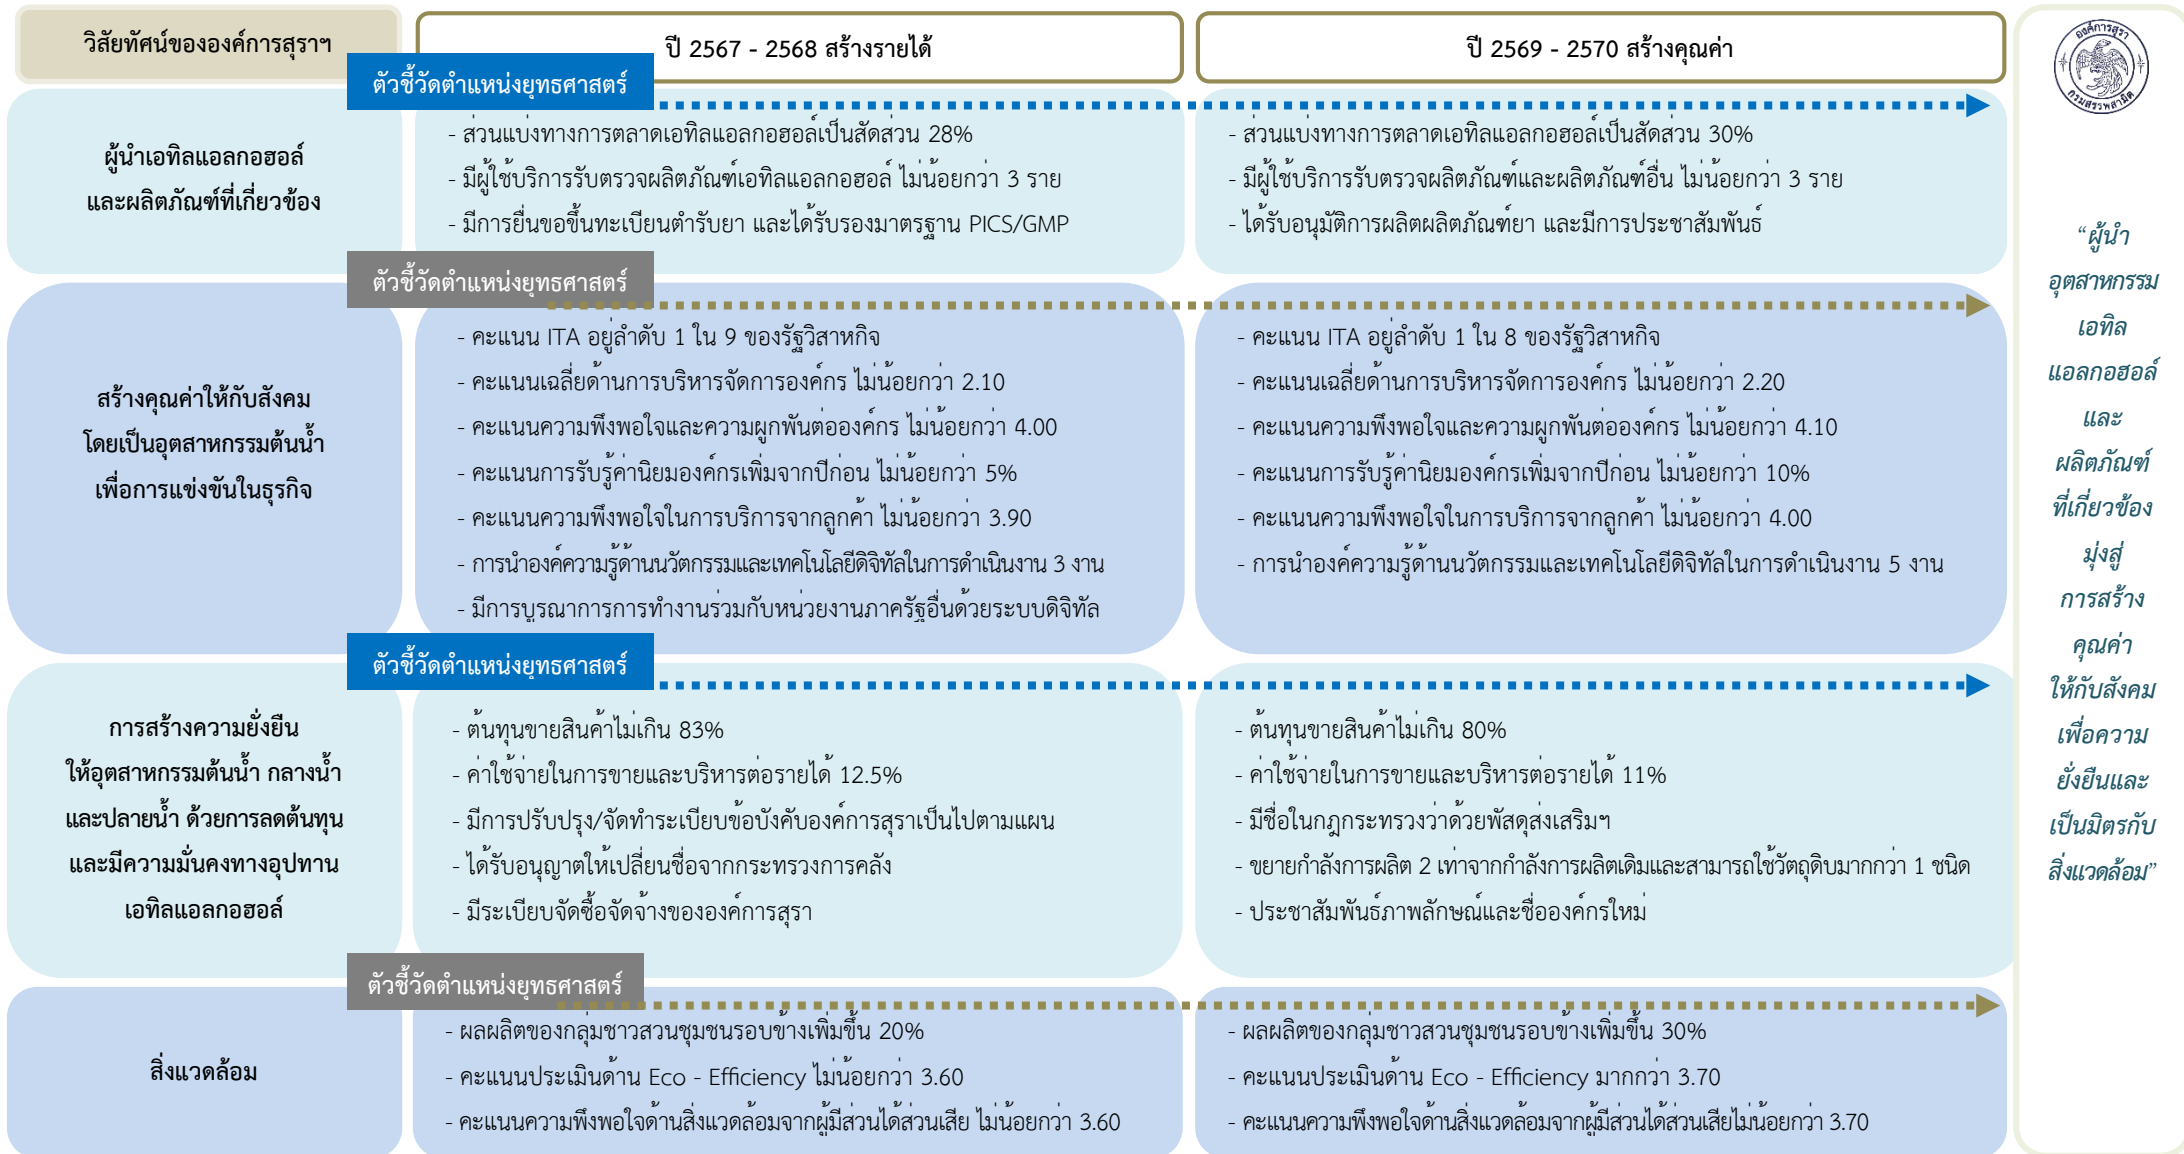 วิสัยทัศน์ขององค์การสุราฯ
ปี 2567 - 2568 สร้างรายได้
ปี 2569 - 2570 สร้างคุณค่า
ตัวชี้วัดตำแหน่งยุทธศาสตร์
ผู้นำเอทิลแอลกอฮอล์
และผลิตภัณฑ์ที่เกี่ยวข้อง
- ส่วนแบ่งทางการตลาดเอทิลแอลกอฮอล์เป็นสัดส่วน 28%
- มีผู้ใช้บริการรับตรวจผลิตภัณฑ์เอทิลแอลกอฮอล์ ไม่น้อยกว่า 3 ราย
- มีการยื่นขอขึ้นทะเบียนตำรับยา และได้รับรองมาตรฐาน PICS/GMP
- ส่วนแบ่งทางการตลาดเอทิลแอลกอฮอล์เป็นสัดส่วน 30%
- มีผู้ใช้บริการรับตรวจผลิตภัณฑ์และผลิตภัณฑ์อื่น ไม่น้อยกว่า 3 ราย
- ได้รับอนุมัติการผลิตผลิตภัณฑ์ยา และมีการประชาสัมพันธ์
ตัวชี้วัดตำแหน่งยุทธศาสตร์
สร้างคุณค่าให้กับสังคม
โดยเป็นอุตสาหกรรมต้นน้ำ
เพื่อการแข่งขันในธุรกิจ
- คะแนน ITA อยู่ลำดับ 1 ใน 9 ของรัฐวิสาหกิจ
- คะแนนเฉลี่ยด้านการบริหารจัดการองค์กร ไม่น้อยกว่า 2.10
- คะแนนความพึงพอใจและความผูกพันต่อองค์กร ไม่น้อยกว่า 4.00
- คะแนนการรับรู้ค่านิยมองค์กรเพิ่มจากปีก่อน ไม่น้อยกว่า 5%
- คะแนนความพึงพอใจในการบริการจากลูกค้า ไม่น้อยกว่า 3.90
- การนำองค์ความรู้ด้านนวัตกรรมและเทคโนโลยีดิจิทัลในการดำเนินงาน 3 งาน
- มีการบูรณาการการทำงานร่วมกับหน่วยงานภาครัฐอื่นด้วยระบบดิจิทัล
- คะแนน ITA อยู่ลำดับ 1 ใน 8 ของรัฐวิสาหกิจ
- คะแนนเฉลี่ยด้านการบริหารจัดการองค์กร ไม่น้อยกว่า 2.20
- คะแนนความพึงพอใจและความผูกพันต่อองค์กร ไม่น้อยกว่า 4.10
- คะแนนการรับรู้ค่านิยมองค์กรเพิ่มจากปีก่อน ไม่น้อยกว่า 10%
- คะแนนความพึงพอใจในการบริการจากลูกค้า ไม่น้อยกว่า 4.00
- การนำองค์ความรู้ด้านนวัตกรรมและเทคโนโลยีดิจิทัลในการดำเนินงาน 5 งาน
ตัวชี้วัดตำแหน่งยุทธศาสตร์
การสร้างความยั่งยืน
ให้อุตสาหกรรมต้นน้ำ กลางน้ำ
และปลายน้ำ ด้วยการลดต้นทุน
และมีความมั่นคงทางอุปทาน
เอทิลแอลกอฮอล์
- ต้นทุนขายสินค้าไม่เกิน 83%
- ค่าใช้จ่ายในการขายและบริหารต่อรายได้ 12.5%
- มีการปรับปรุง/จัดทำระเบียบข้อบังคับองค์การสุราเป็นไปตามแผน
- ได้รับอนุญาตให้เปลี่ยนชื่อจากกระทรวงการคลัง
- มีระเบียบจัดซื้อจัดจ้างขององค์การสุรา
- ต้นทุนขายสินค้าไม่เกิน 80%
- ค่าใช้จ่ายในการขายและบริหารต่อรายได้ 11%
- มีชื่อในกฎกระทรวงว่าด้วยพัสดุส่งเสริมฯ
- ขยายกำลังการผลิต 2 เท่าจากกำลังการผลิตเดิมและสามารถใช้วัตถุดิบมากกว่า 1 ชนิด
- ประชาสัมพันธ์ภาพลักษณ์และชื่อองค์กรใหม่
ตัวชี้วัดตำแหน่งยุทธศาสตร์
สิ่งแวดล้อม
- ผลผลิตของกลุ่มชาวสวนชุมชนรอบข้างเพิ่มขึ้น 20%
- คะแนนประเมินด้าน Eco - Efficiency ไม่น้อยกว่า 3.60
- คะแนนความพึงพอใจด้านสิ่งแวดล้อมจากผู้มีส่วนได้ส่วนเสีย ไม่น้อยกว่า 3.60
- ผลผลิตของกลุ่มชาวสวนชุมชนรอบข้างเพิ่มขึ้น 30%
- คะแนนประเมินด้าน Eco - Efficiency มากกว่า 3.70
- คะแนนความพึงพอใจด้านสิ่งแวดล้อมจากผู้มีส่วนได้ส่วนเสียไม่น้อยกว่า 3.70
องค์การสุรา
กรมสรรพสามิต
“ผู้นำ
อุตสาหกรรม
เอทิล
แอลกอฮอล์
และ
ผลิตภัณฑ์
ที่เกี่ยวข้อง
มุ่งสู่
การสร้าง
คุณค่า
ให้กับสังคม
เพื่อความ
ยั่งยืนและ
เป็นมิตรกับ
สิ่งแวดล้อม”